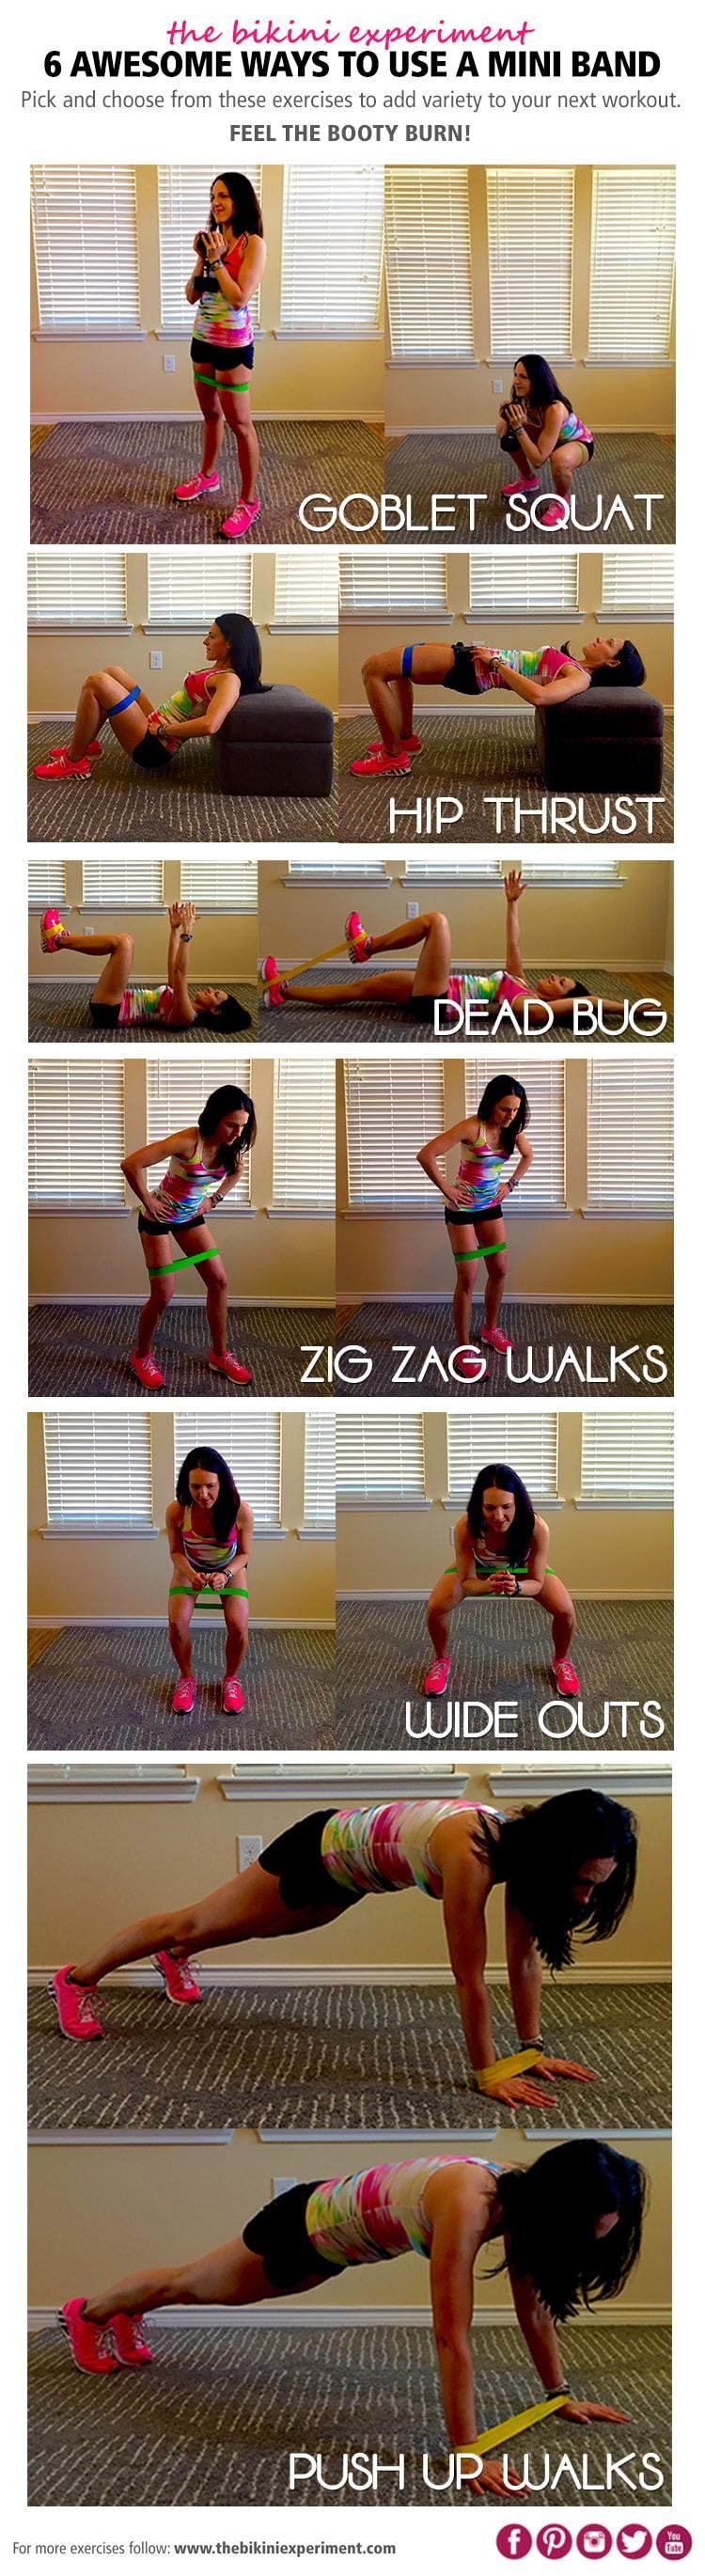 the bikini experiment
6 AWESOME WAYS TO USE A MINI BAND
Pick and choose from these exercises to add variety to your next workout.
FEEL THE BOOTY BURN!
GOBLET SQUAT
HIP THRUST
DEAD BUG
ZIG ZAG WALKS
WIDE OUTS
PUSH UP WALKS
For more exercises follow: www.thebikiniexperiment.com
You
Tube